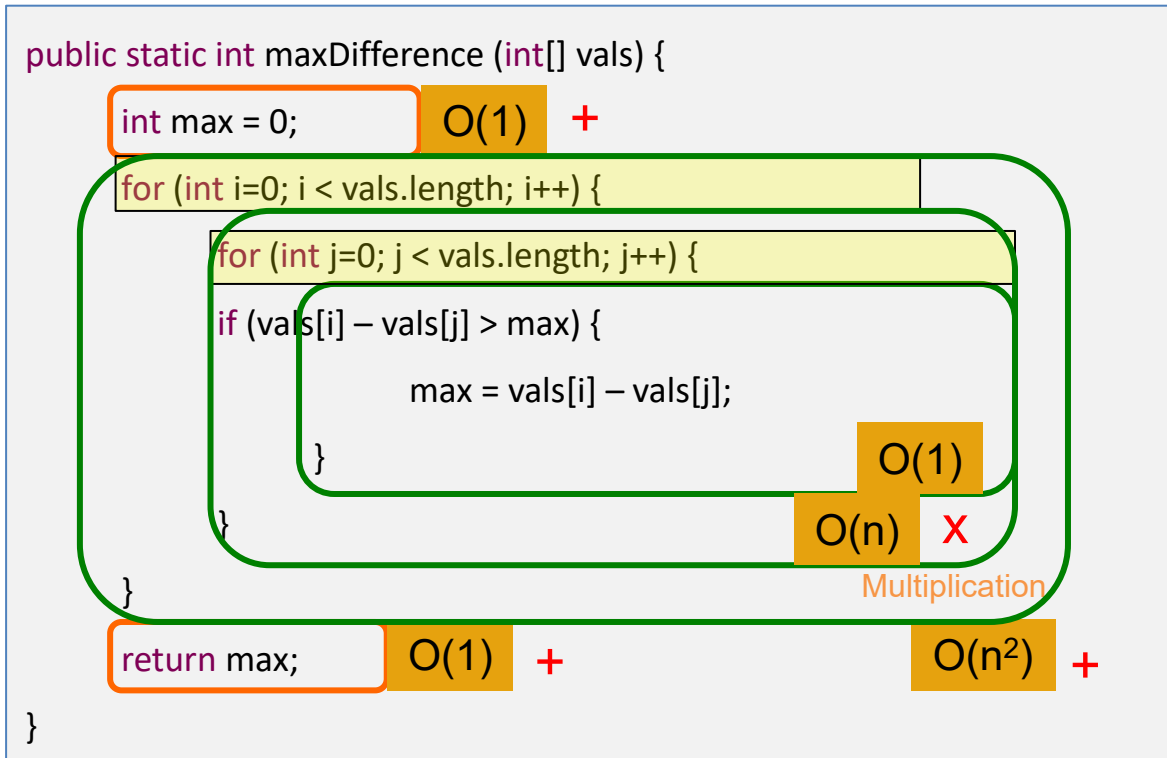 public static int maxDifference (int[] vals) {
int max = 0; O(1) +
for (int i=0; i < vals.length; i++) {
for (int j=0; j < vals.length; j++) {
if (vals[i] – vals[j] > max) {
max = vals[i] – vals[j];
} O(1)
} O(n) x
} Multiplication
return max; O(1) + O(n²) +
}